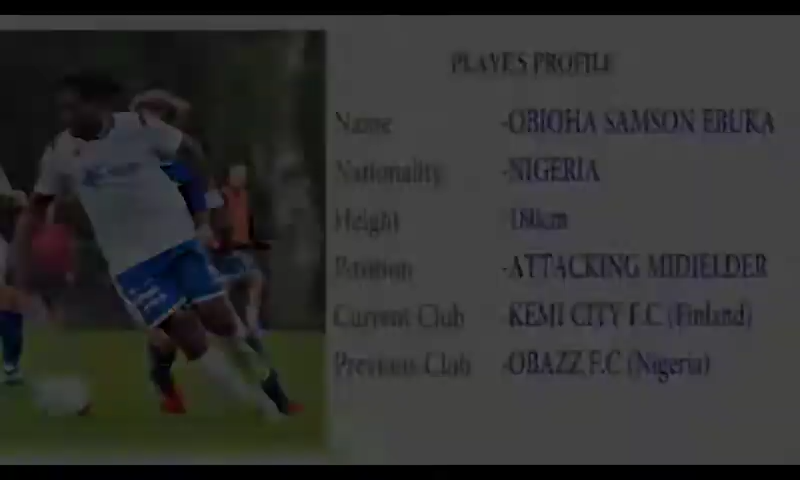 PLAYE'S PROFILE
Name -OBIOHA SAMSON EBUKA
Nationality -NIGERIA
Height -180cm
Position -ATTACKING MIDIELDER
Current Club -KEMI CITY F.C (Finland)
Previous Club -OBAZZ F.C (Nigeria)